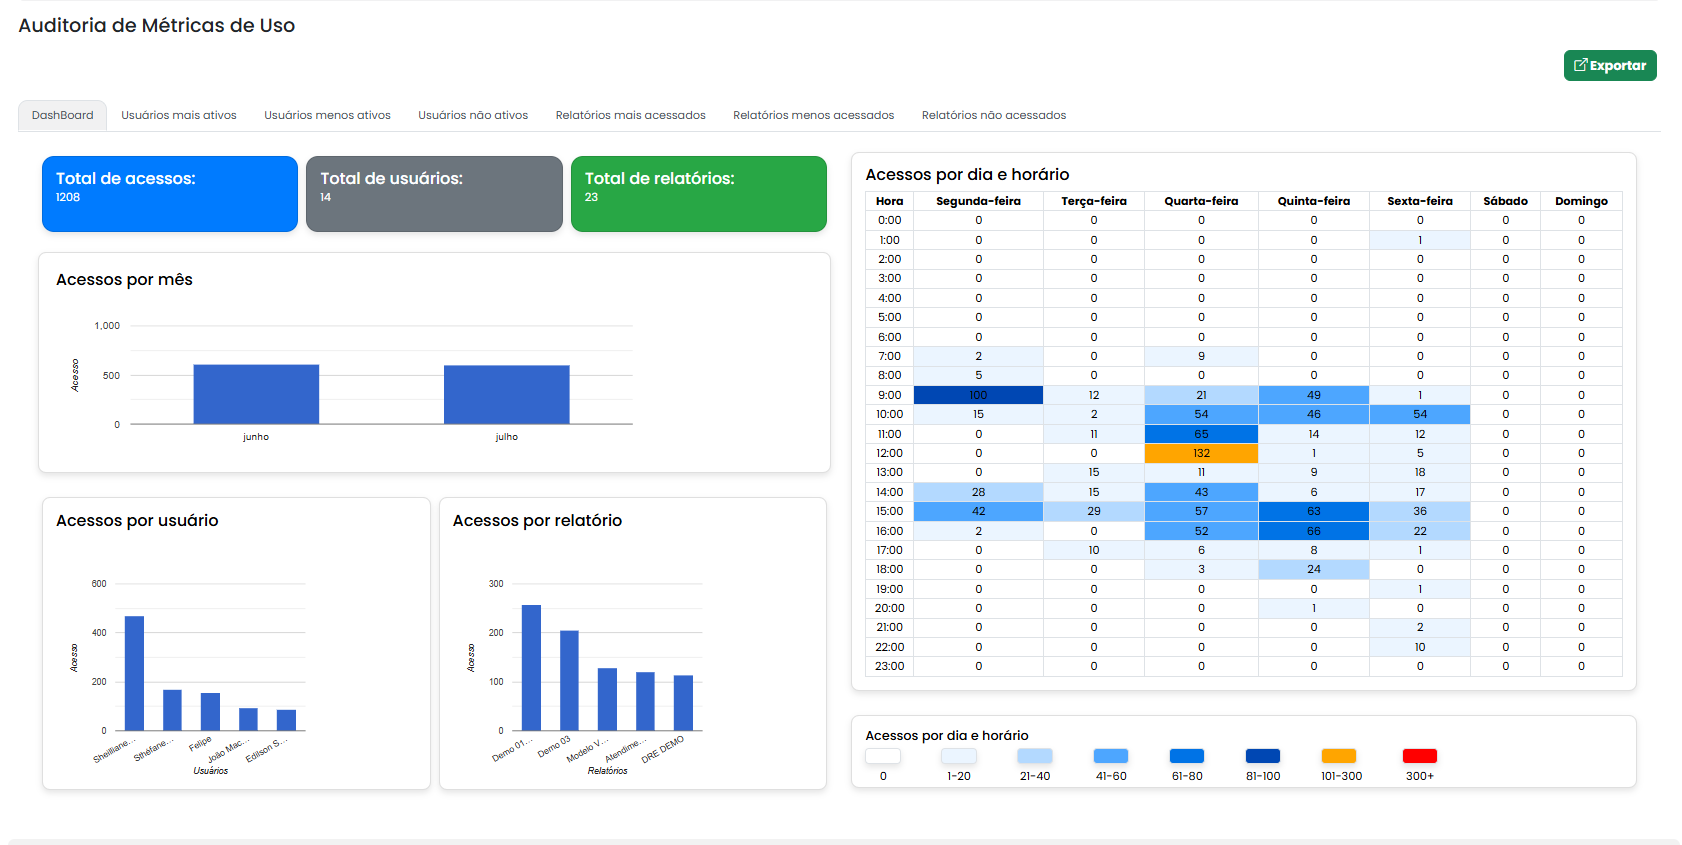 Auditoria de Métricas de Uso
Exportar
DashBoard Usuários mais ativos Usuários menos ativos Usuários não ativos Relatórios mais acessados Relatórios menos acessados Relatórios não acessados
Total de acessos:
1208
Total de usuários:
14
Total de relatórios:
23
Acessos por mês
1,000
500
0
Acesso
junho julho
Acessos por usuário
600
400
200
0
Acesso
Sheilliane... Sthéfane... Felipe João Mac... Edilson S...
Usuários
Acessos por relatório
300
200
100
0
Acesso
Demo 01... Demo 03 Modelo V... Atendime... DRE DEMO
Relatórios
Acessos por dia e horário
Hora Segunda-feira Terça-feira Quarta-feira Quinta-feira Sexta-feira Sábado Domingo
0:00 0 0 0 0 0 0 0
1:00 0 0 0 0 1 0 0
2:00 0 0 0 0 0 0 0
3:00 0 0 0 0 0 0 0
4:00 0 0 0 0 0 0 0
5:00 0 0 0 0 0 0 0
6:00 0 0 0 0 0 0 0
7:00 2 0 9 0 0 0 0
8:00 5 0 0 0 0 0 0
9:00 100 12 21 49 1 0 0
10:00 15 2 54 46 54 0 0
11:00 0 11 65 14 12 0 0
12:00 0 0 132 1 5 0 0
13:00 0 15 11 9 18 0 0
14:00 28 15 43 6 17 0 0
15:00 42 29 57 63 36 0 0
16:00 2 0 52 66 22 0 0
17:00 0 10 6 8 1 0 0
18:00 0 0 3 24 0 0 0
19:00 0 0 0 0 1 0 0
20:00 0 0 0 1 0 0 0
21:00 0 0 0 0 2 0 0
22:00 0 0 0 0 10 0 0
23:00 0 0 0 0 0 0 0
Acessos por dia e horário
0 1-20 21-40 41-60 61-80 81-100 101-300 300+